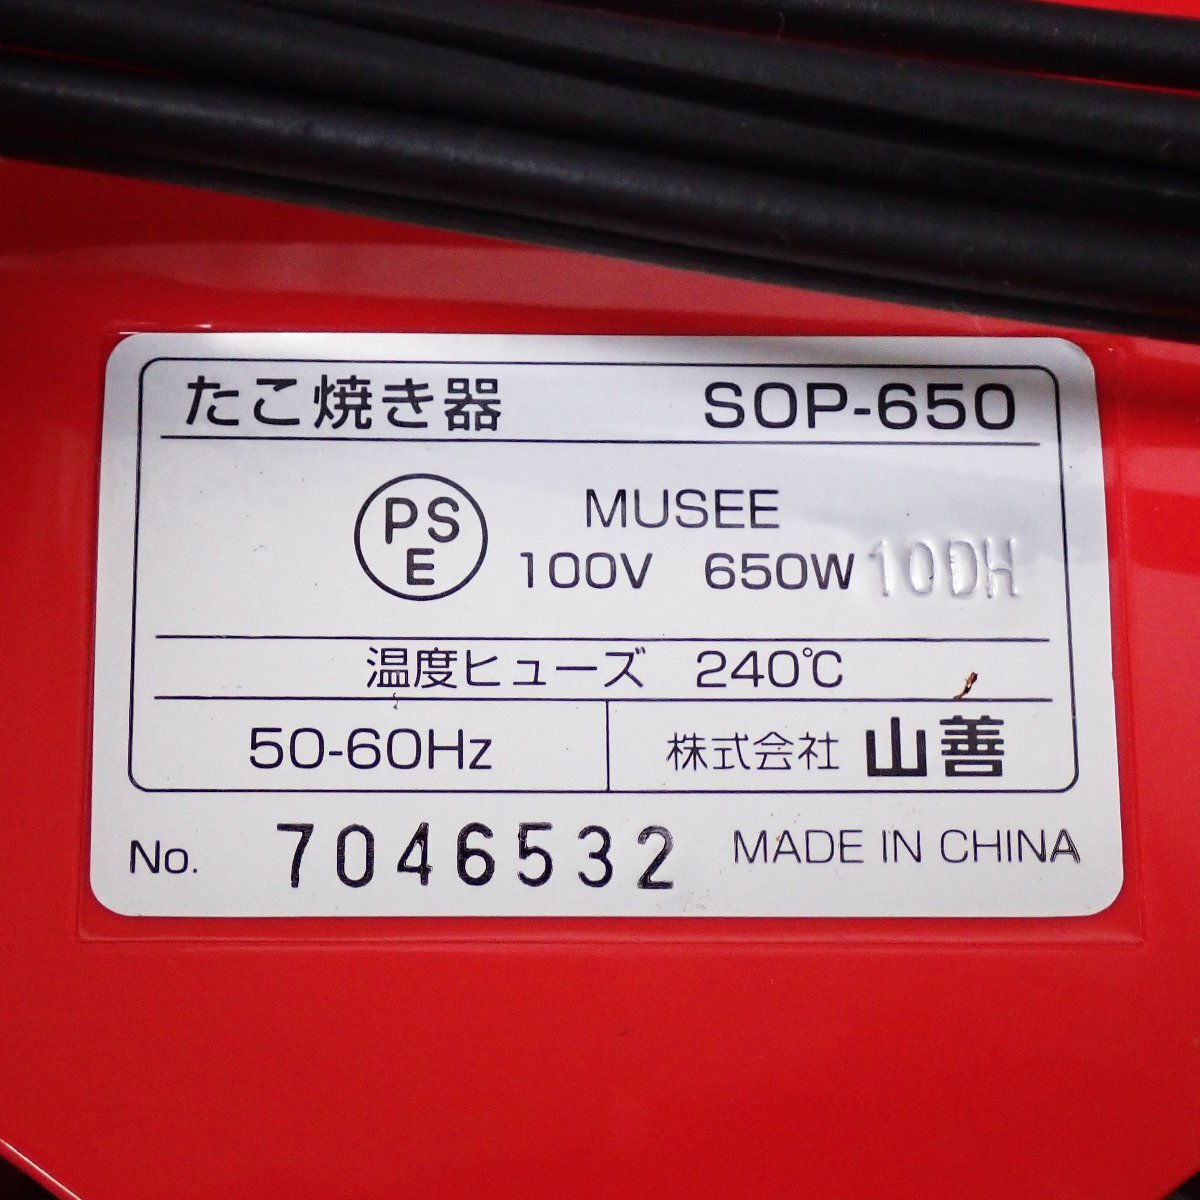 たこ焼き器 SOP-650
PS
E
MUSEE
100V 650W 10DH
温度ヒューズ 240℃
50-60Hz 株式会社 山善
No. 7046532 MADE IN CHINA